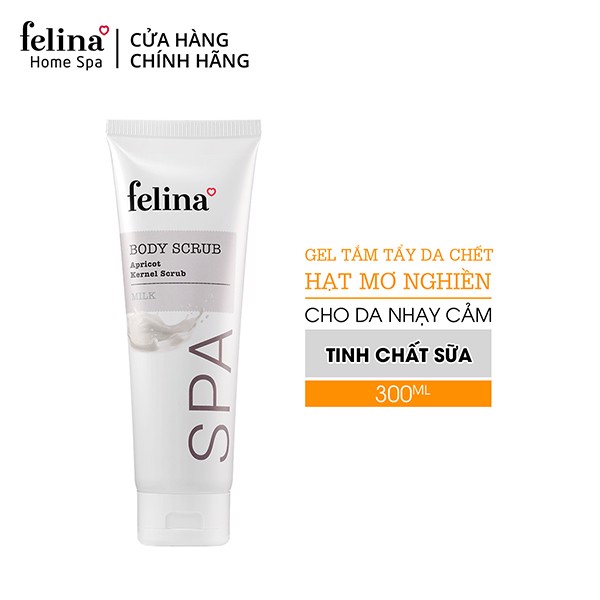 felina
Home Spa
CỬA HÀNG
CHÍNH HÃNG
felina
BODY SCRUB
Apricot
Kernel Scrub
MILK
SPA
GEL TẮM TẨY DA CHẾT
HẠT MƠ NGHIỀN
CHO DA NHẠY CẢM
TINH CHẤT SỮA
300ML